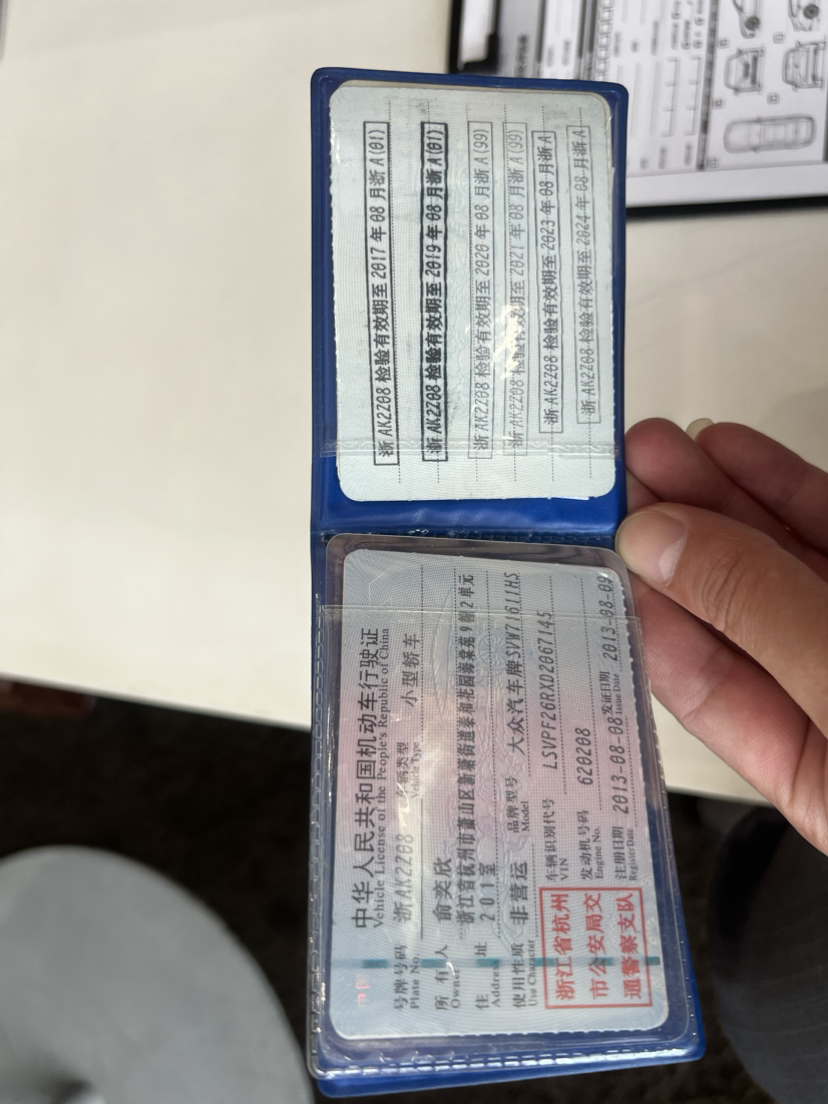 中华人民共和国机动车行驶证
Vehicle License of the People's Republic of China
号牌号码 浙AK2Z08 车辆类型 小型轿车
Plate No. Vehicle Type
所有人 俞奕欣
Owner
住址 浙江省杭州市萧山区新塘街道泰和花园海棠苑9幢2单元
Address 201室
使用性质 非营运 品牌型号 大众汽车牌SVW71611HS
Use Character Model
浙江省杭州
市公安局交
通警察支队
车辆识别代号 LSVPF26RXD2067145
VIN
发动机号码 620208
Engine No.
注册日期 2013-08-08 发证日期 2013-08-09
Register Date Issue Date
浙AK2Z08 检验有效期至 2017年08月浙A(01)
浙AK2Z08 检验有效期至 2019年08月浙A(01)
浙AK2Z08 检验有效期至 2020年08月浙A(99)
浙AK2Z08 检验有效期至 2021年08月浙A(99)
浙AK2Z08 检验有效期至 2023年08月浙A
浙AK2Z08 检验有效期至 2024年08月浙A